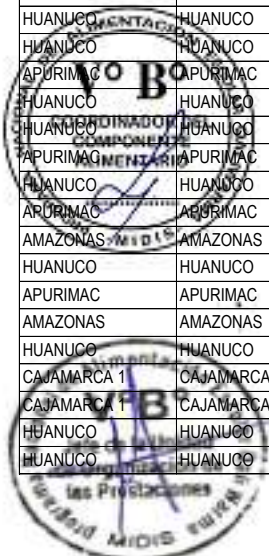 HUANUCO HUANUCO
HUANUCO HUANUCO
APURIMAC APURIMAC
HUANUCO HUANUCO
HUANUCO HUANUCO
APURIMAC APURIMAC
HUANUCO HUANUCO
APURIMAC APURIMAC
AMAZONAS AMAZONAS
HUANUCO HUANUCO
APURIMAC APURIMAC
AMAZONAS AMAZONAS
HUANUCO HUANUCO
CAJAMARCA 1 CAJAMARCA
CAJAMARCA 1 CAJAMARCA
HUANUCO HUANUCO
HUANUCO HUANUCO
V° B°
COORDINADOR DEL
COMPONENTE
ALIMENTARIO
MIDIS
V° B°
las Prestaciones
MIDIS